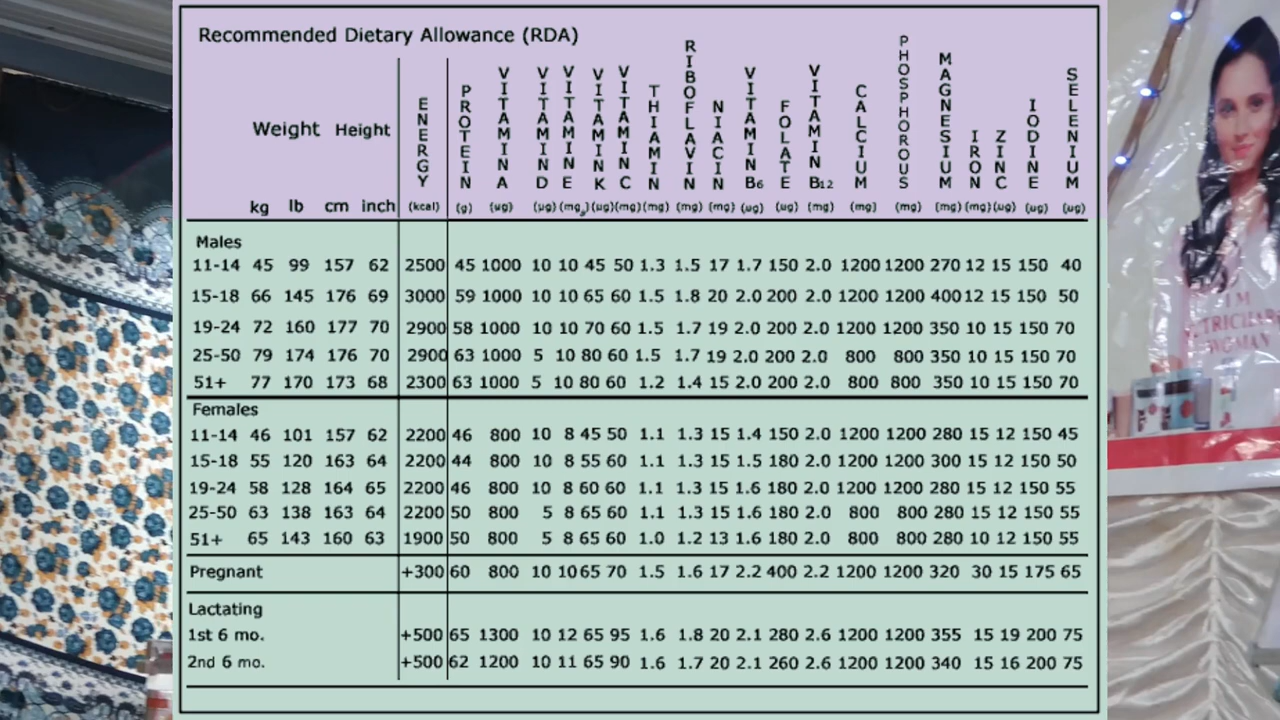 Recommended Dietary Allowance (RDA)
Weight Height ENERGY PROTEIN VITAMIN A VITAMIN D VITAMIN E VITAMIN K VITAMIN C THIAMIN RIBOFLAVIN NIACIN VITAMIN B6 FOLATE VITAMIN B12 CALCIUM PHOSPHOROUS MAGNESIUM IRON ZINC IODINE SELENIUM
kg lb cm inch (kcal) (g) (ug) (ug) (mg) (ug) (mg) (mg) (mg) (mg) (ug) (ug) (mg) (mg) (mg) (mg) (mg) (ug) (ug) (ug)
Males
11-14 45 99 157 62 2500 45 1000 10 10 45 50 1.3 1.5 17 1.7 150 2.0 1200 1200 270 12 15 150 40
15-18 66 145 176 69 3000 59 1000 10 10 65 60 1.5 1.8 20 2.0 200 2.0 1200 1200 400 12 15 150 50
19-24 72 160 177 70 2900 58 1000 10 10 70 60 1.5 1.7 19 2.0 200 2.0 1200 1200 350 10 15 150 70
25-50 79 174 176 70 2900 63 1000 5 10 80 60 1.5 1.7 19 2.0 200 2.0 800 800 350 10 15 150 70
51+ 77 170 173 68 2300 63 1000 5 10 80 60 1.2 1.4 15 2.0 200 2.0 800 800 350 10 15 150 70
Females
11-14 46 101 157 62 2200 46 800 10 8 45 50 1.1 1.3 15 1.4 150 2.0 1200 1200 280 15 12 150 45
15-18 55 120 163 64 2200 44 800 10 8 55 60 1.1 1.3 15 1.5 180 2.0 1200 1200 300 15 12 150 50
19-24 58 128 164 65 2200 46 800 10 8 60 60 1.1 1.3 15 1.6 180 2.0 1200 1200 280 15 12 150 55
25-50 63 138 163 64 2200 50 800 5 8 65 60 1.1 1.3 15 1.6 180 2.0 800 800 280 15 12 150 55
51+ 65 143 160 63 1900 50 800 5 8 65 60 1.0 1.2 13 1.6 180 2.0 800 800 280 10 12 150 55
Pregnant +300 60 800 10 10 65 70 1.5 1.6 17 2.2 400 2.2 1200 1200 320 30 15 175 65
Lactating
1st 6 mo. +500 65 1300 10 12 65 95 1.6 1.8 20 2.1 280 2.6 1200 1200 355 15 19 200 75
2nd 6 mo. +500 62 1200 10 11 65 90 1.6 1.7 20 2.1 260 2.6 1200 1200 340 15 16 200 75
I'M
WOMAN